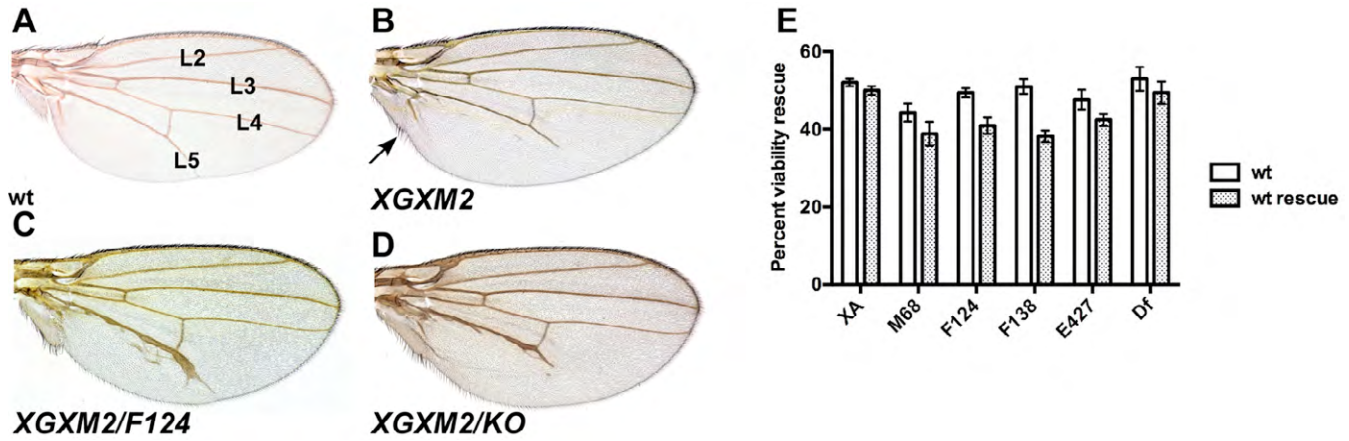 A
L2
L3
L4
L5
wt
B
XGXM2
C
XGXM2/F124
D
XGXM2/KO
E
Percent viability rescue
60
40
20
0
XA
M68
F124
F138
E427
Df
wt
wt rescue